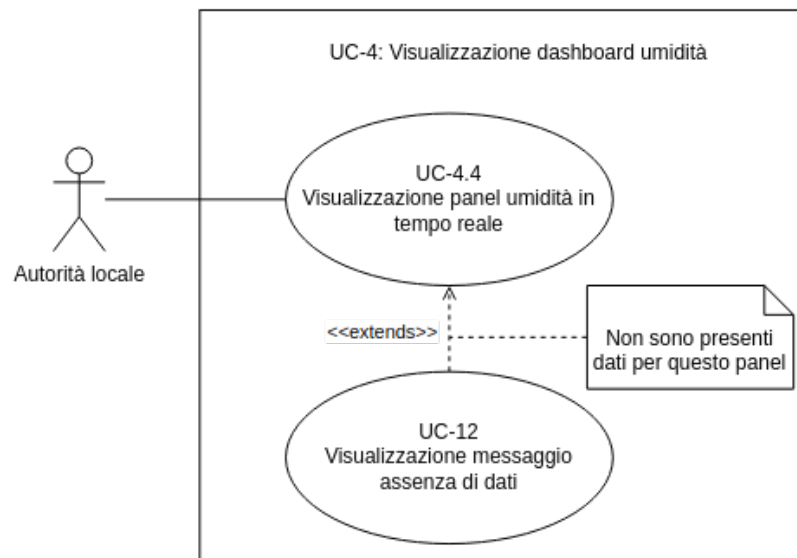 UC-4: Visualizzazione dashboard umidità
UC-4.4
Visualizzazione panel umidità in
tempo reale
Autorità locale
<<extends>>
Non sono presenti
dati per questo panel
UC-12
Visualizzazione messaggio
assenza di dati